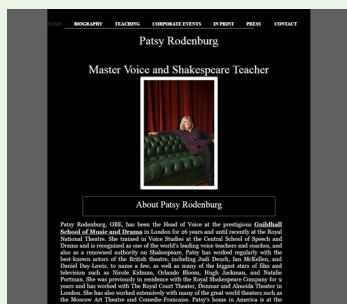 BIOGRAPHY TEACHING CORPORATE EVENTS IN PRINT PRESS CONTACT
Patsy Rodenburg
Master Voice and Shakespeare Teacher
About Patsy Rodenburg
Patsy Rodenburg, OBE, has been the Head of Voice at the prestigious Guildhall
School of Music and Drama in London for 26 years and until recently at the Royal
National Theatre. She trained in Voice Studies at the Central School of Speech and
Drama and is recognized as one of the world's leading voice teachers and coaches, and
also as a renowned authority on Shakespeare. Patsy has worked regularly with the
best-known actors of the British theatre, including Judi Dench, Ian McKellen, and
Daniel Day-Lewis, to name a few, as well as many of the biggest stars of film and
television such as Nicole Kidman, Orlando Bloom, Hugh Jackman, and Natalie
Portman. She was previously in residence with the Royal Shakespeare Company for 9
years and has worked with The Royal Court Theater, Donmar and Almeida Theater in
London. She has also worked extensively with many of the great world theaters such as
the Moscow Art Theatre and Comedie-Francaise. Patsy's home in America is at the